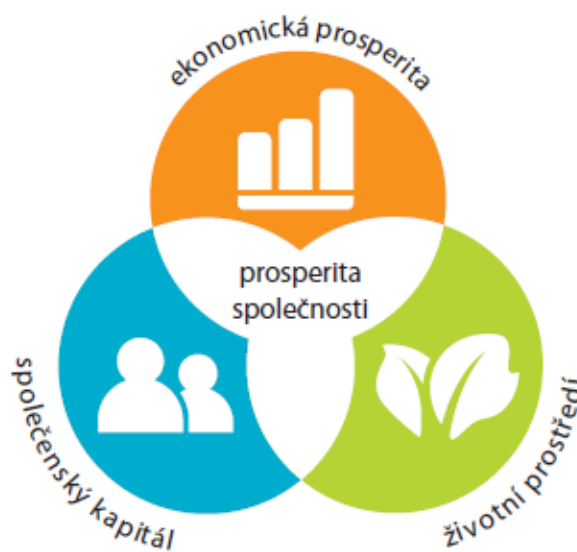 ekonomická prosperita
prosperita
společnosti
společenský kapitál
životní prostředí